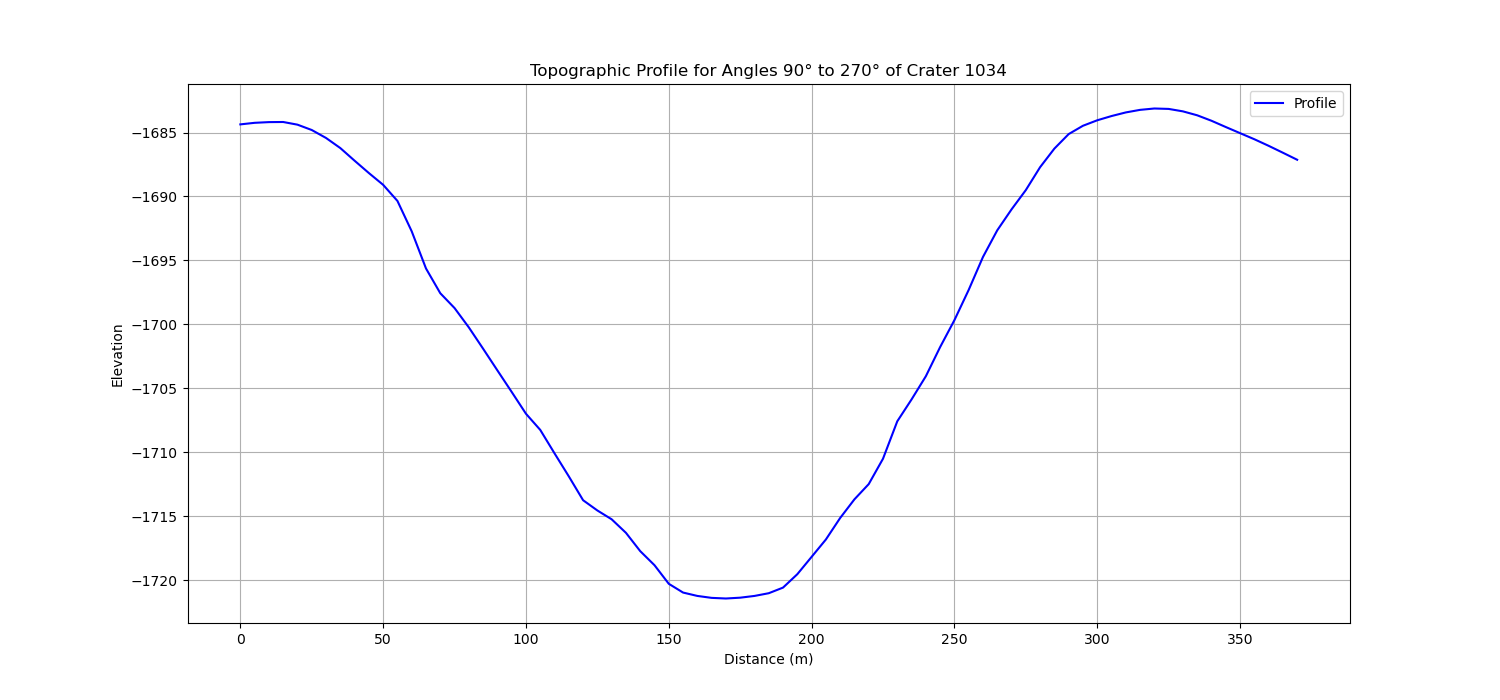 Topographic Profile for Angles 90° to 270° of Crater 1034
Profile
−1685
−1690
−1695
−1700
−1705
−1710
−1715
−1720
Elevation
0 50 100 150 200 250 300 350
Distance (m)